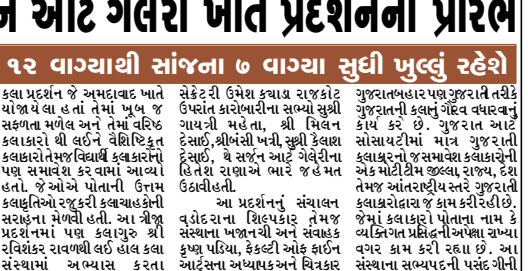 ન આર્ટ ગેલેરી ખાતે પ્રદર્શનનો પ્રારંભ
૧૨ વાગ્યાથી સાંજના ૭ વાગ્યા સુધી ખુલ્લું રહેશે
કલા પ્રદર્શન જે અમદાવાદ ખાતે
યોજાયેલા હતાં તેમાં ખૂબ જ
સફળતા મળેલ અને તેમાં વરિષ્ઠ
કલાકારો થી લઈને વૈશિષ્ટિકૃત
કલાકારો તેમજ વિદ્યાર્થી કલાકારોનો
પણ સમાવેશ કરવામાં આવ્યો
હતો. જેઓએ પોતાની ઉત્તમ
કલાકૃતિઓ રજૂ કરી કલાચાહકોની
સરાહના મેળવી હતી. આ ત્રીજા
પ્રદર્શનમાં પણ કલાગુરુ શ્રી
રવિશંકર રાવળથી લઈ હાલ કલા
સંસ્થામાં અભ્યાસ કરતા
સેક્રેટરી ઉમેશ ક્યાડા રાજકોટ
ઉપરાંત કારોબારીના સભ્યો સુશ્રી
ગાયત્રી મહેતા, શ્રી મિલન
દેસાઈ, શ્રીબંસી ખત્રી, સુશ્રી કૈલાશ
દેસાઈ, થે સર્જન આર્ટ ગેલેરીના
હિતેશ રાણાએ ભારે જહેમત
ઉઠાવીહતી.
આ પ્રદર્શનનું સંચાલન
વડોદરાના શિલ્પકાર તેમજ
સંસ્થાના ખજાનચી અને સંવાહક
કૃષ્ણ પડિયા, ફેકલ્ટી ઓફ ફાઈન
આર્ટસના અધ્યાપક અને ચિત્રકાર
ગુજરાત બહાર પણ ગુજરાતી તરીકે
ગુજરાતની કલાનું ગૌરવ વધારવાનું
કાર્ય કરે છે. ગુજરાત આર્ટ
સોસાયટીમાં માત્ર ગુજરાતી
કલાકારનો જ સમાવેશ કલાકારોની
એક મોટી ટીમ જીલ્લા, રાજ્ય, દેશ
તેમજ આંતરાષ્ટ્રીય સ્તરે ગુજરાતી
કલાકારો દ્વારા જ કામ કરી રહી છે.
જેમાં કલાકારો પોતાના નામ કે
વ્યક્તિગત પ્રસિદ્ધની અપેક્ષા રાખ્યા
વગર કામ કરી રહ્યા છે. આ
સંસ્થાના સભ્યપદની પસંદગીની